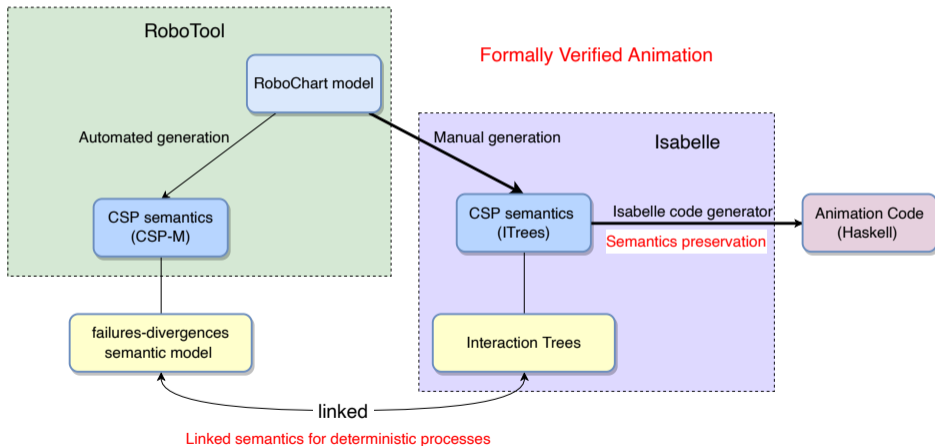 RoboTool
Formally Verified Animation
RoboChart model
Automated generation
Manual generation
Isabelle
CSP semantics
(CSP-M)
CSP semantics
(ITrees)
Isabelle code generator
Semantics preservation
Animation Code
(Haskell)
failures-divergences
semantic model
Interaction Trees
linked
Linked semantics for deterministic processes